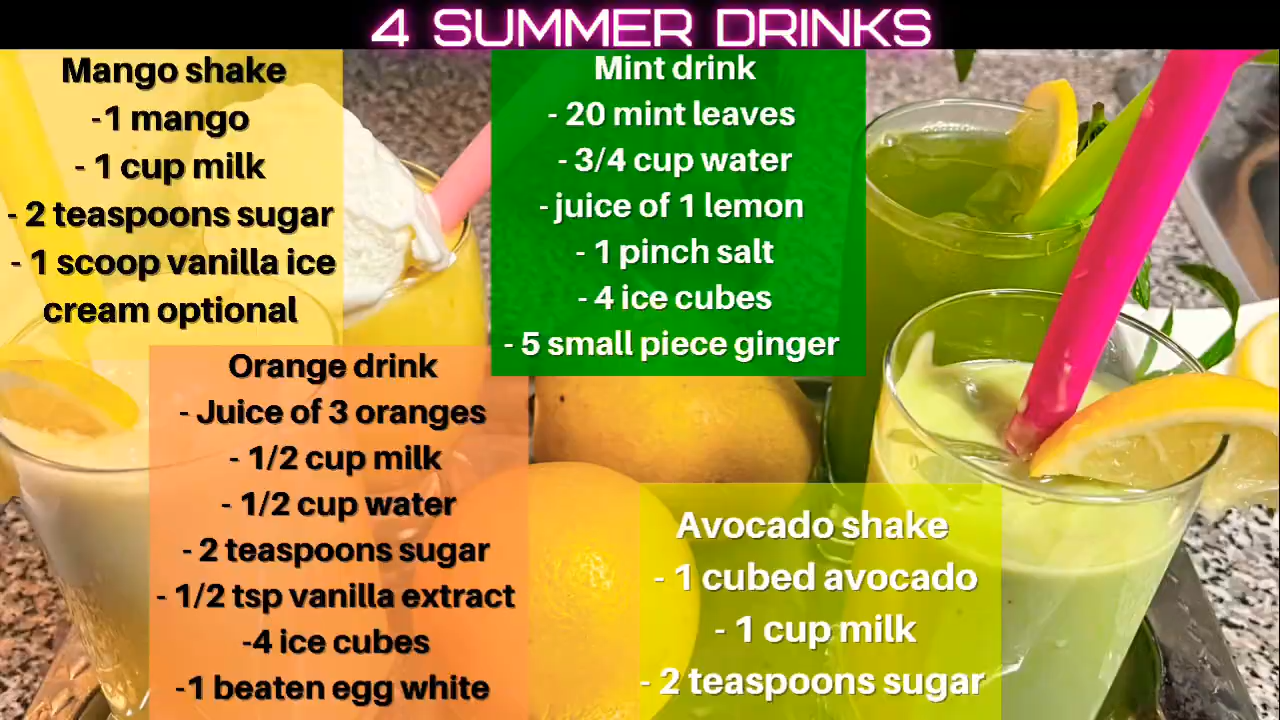 4 SUMMER DRINKS
Mango shake
-1 mango
- 1 cup milk
- 2 teaspoons sugar
- 1 scoop vanilla ice
cream optional
Mint drink
- 20 mint leaves
- 3/4 cup water
- juice of 1 lemon
- 1 pinch salt
- 4 ice cubes
- 5 small piece ginger
Orange drink
- Juice of 3 oranges
- 1/2 cup milk
- 1/2 cup water
- 2 teaspoons sugar
- 1/2 tsp vanilla extract
-4 ice cubes
-1 beaten egg white
Avocado shake
- 1 cubed avocado
- 1 cup milk
- 2 teaspoons sugar